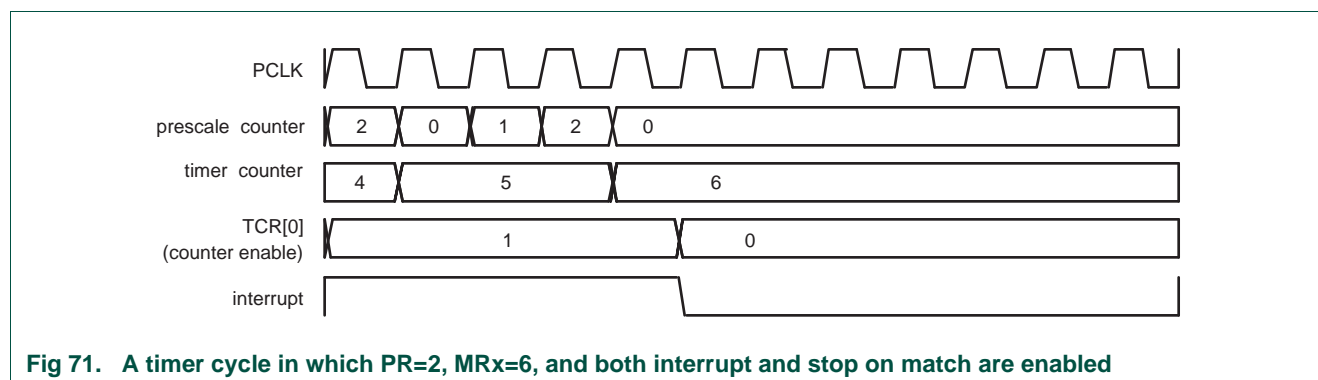 PCLK
prescale counter
2 0 1 2 0
timer counter
4 5 6
TCR[0]
(counter enable)
1 0
interrupt
Fig 71. A timer cycle in which PR=2, MRx=6, and both interrupt and stop on match are enabled